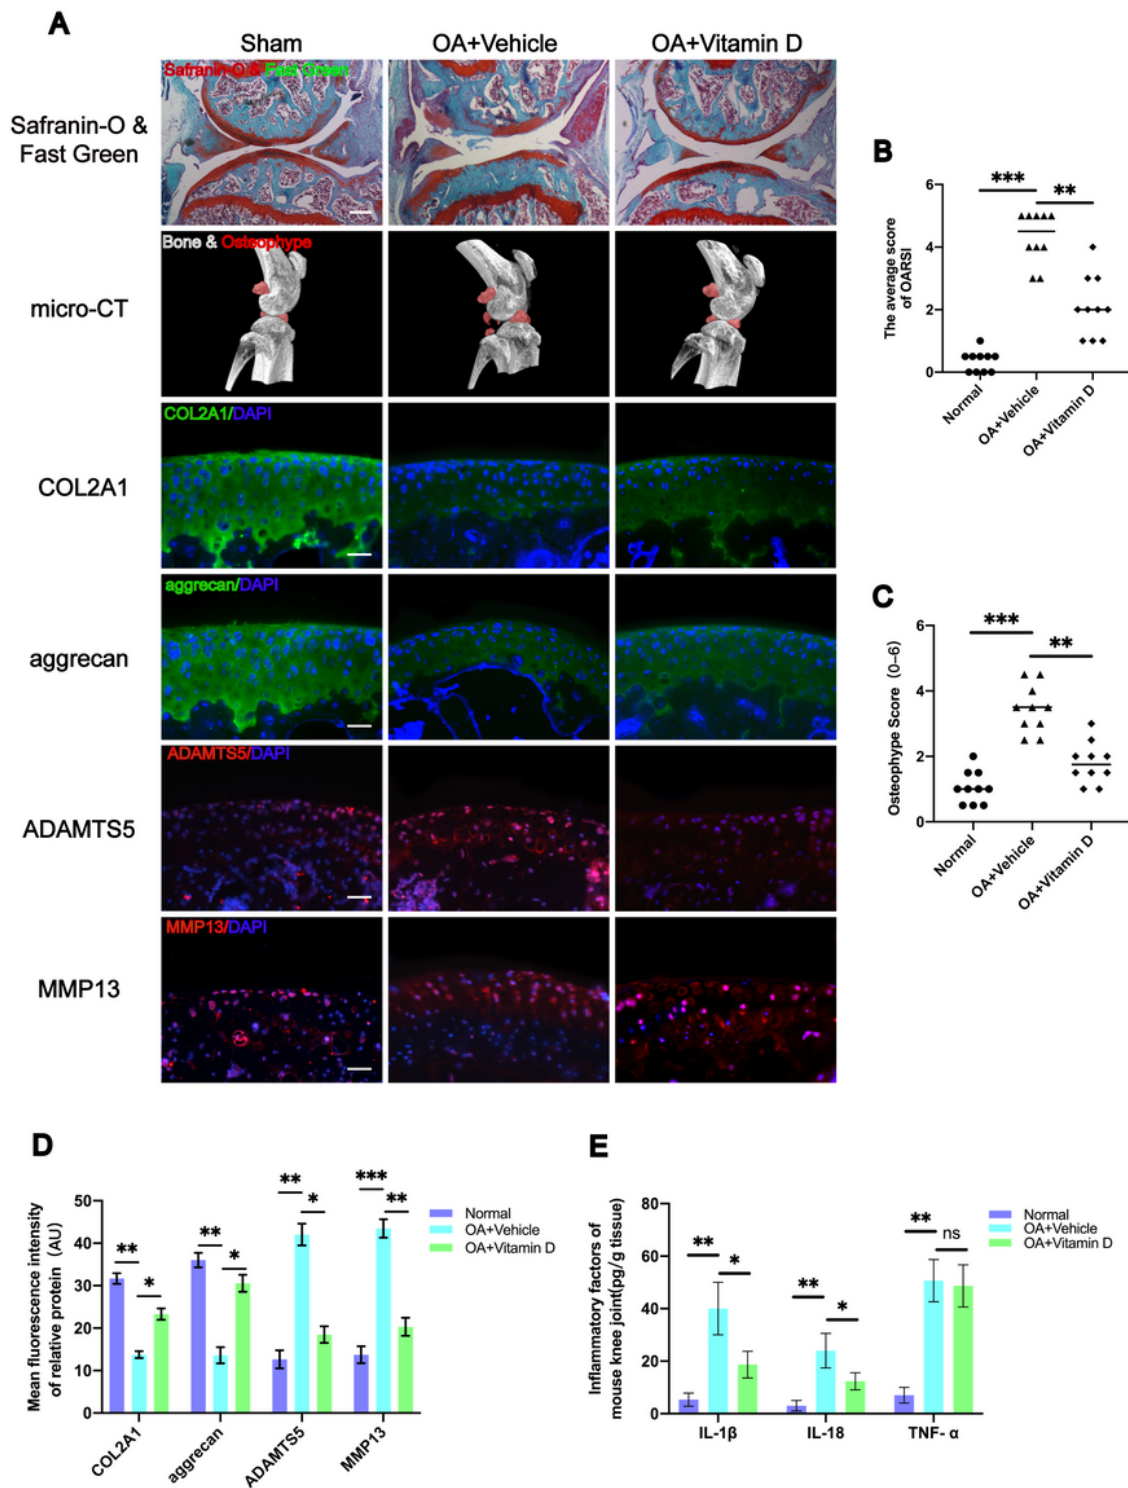 A
Sham
OA+Vehicle
OA+Vitamin D
Safranin-O &
Fast Green
Safranin-O & Fast Green
micro-CT
Bone & Osteophype
COL2A1
COL2A1/DAPI
aggrecan
aggrecan/DAPI
ADAMTS5
ADAMTS5/DAPI
MMP13
MMP13/DAPI
B
The average score
of OARSI
6
4
2
0
***
**
Normal
OA+Vehicle
OA+Vitamin D
C
Osteophype Score (0–6)
6
4
2
0
***
**
Normal
OA+Vehicle
OA+Vitamin D
D
Mean fluorescence intensity
of relative protein (AU)
50
40
30
20
10
0
**
*
**
*
**
*
***
**
Normal
OA+Vehicle
OA+Vitamin D
COL2A1
aggrecan
ADAMTS5
MMP13
E
Inflammatory factors of
mouse knee joint(pg/g tissue)
80
60
40
20
0
**
*
**
*
**
ns
Normal
OA+Vehicle
OA+Vitamin D
IL-1β
IL-18
TNF- α